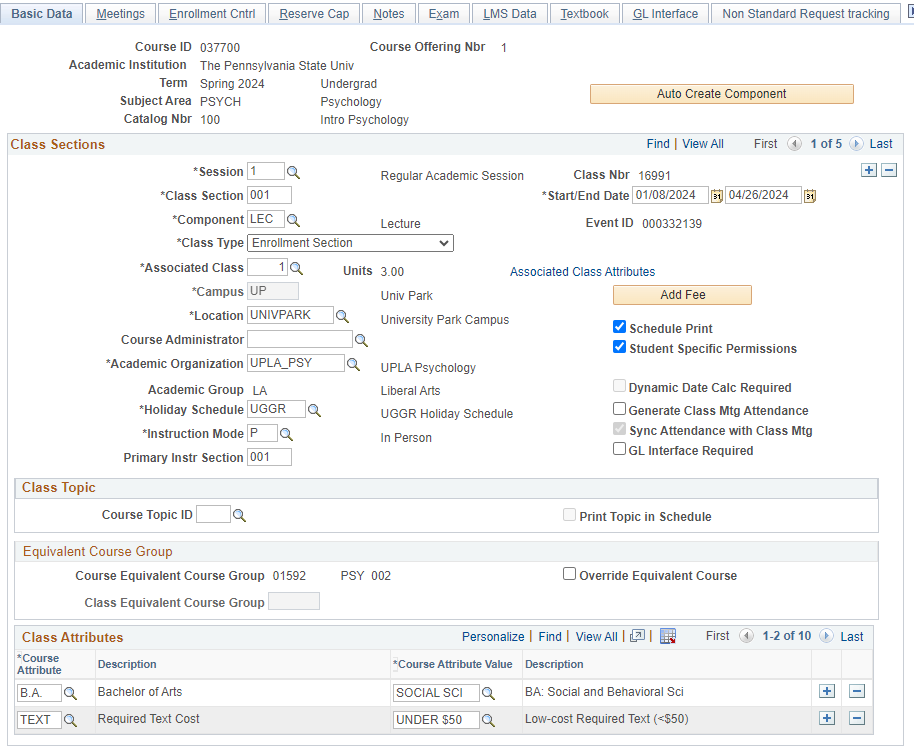 Basic Data Meetings Enrollment Cntrl Reserve Cap Notes Exam LMS Data Textbook GL Interface Non Standard Request tracking
Course ID 037700 Course Offering Nbr 1
Academic Institution The Pennsylvania State Univ
Term Spring 2024 Undergrad
Subject Area PSYCH Psychology Auto Create Component
Catalog Nbr 100 Intro Psychology
Class Sections Find | View All First 1 of 5 Last
*Session 1 Regular Academic Session Class Nbr 16991
*Class Section 001 *Start/End Date 01/08/2024 31 04/26/2024 31
*Component LEC Lecture Event ID 000332139
*Class Type Enrollment Section
*Associated Class 1 Units 3.00 Associated Class Attributes
*Campus UP Univ Park Add Fee
*Location UNIVPARK University Park Campus
Schedule Print
Course Administrator Student Specific Permissions
*Academic Organization UPLA_PSY UPLA Psychology
Academic Group LA Liberal Arts Dynamic Date Calc Required
*Holiday Schedule UGGR UGGR Holiday Schedule Generate Class Mtg Attendance
*Instruction Mode P In Person Sync Attendance with Class Mtg
Primary Instr Section 001 GL Interface Required
Class Topic
Course Topic ID Print Topic in Schedule
Equivalent Course Group
Course Equivalent Course Group 01592 PSY 002 Override Equivalent Course
Class Equivalent Course Group
Class Attributes Personalize | Find | View All | | First 1-2 of 10 Last
*Course Attribute Description *Course Attribute Value Description
B.A. Bachelor of Arts SOCIAL SCI BA: Social and Behavioral Sci
TEXT Required Text Cost UNDER $50 Low-cost Required Text (<$50)